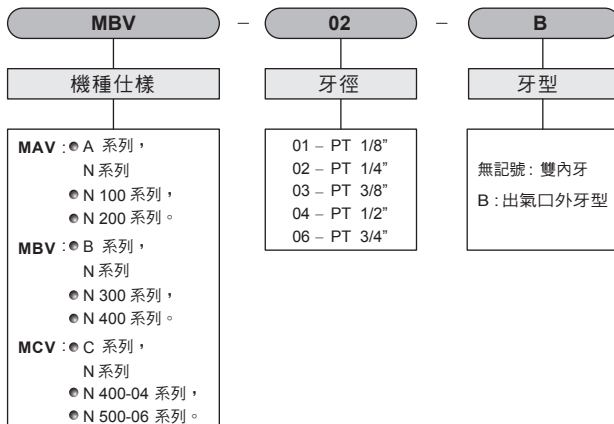 MBV – 02 – B
機種仕樣
MAV : A 系列，
N 系列
N 100 系列，
N 200 系列。
MBV : B 系列，
N 系列
N 300 系列，
N 400 系列。
MCV : C 系列，
N 系列
N 400-04 系列，
N 500-06 系列。
牙徑
01 – PT 1/8”
02 – PT 1/4”
03 – PT 3/8”
04 – PT 1/2”
06 – PT 3/4”
牙型
無記號 : 雙內牙
B : 出氣口外牙型